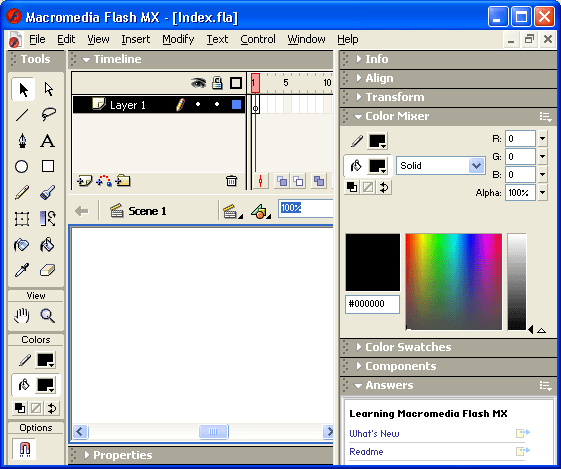 Macromedia Flash MX - [Index.fla]
File Edit View Insert Modify Text Control Window Help
Tools
Timeline
1 5 10
Layer 1
Scene 1
100%
View
Colors
Options
Properties
Info
Align
Transform
Color Mixer
Solid
R: 0
G: 0
B: 0
Alpha: 100%
#000000
Color Swatches
Components
Answers
Learning Macromedia Flash MX
What's New
Readme